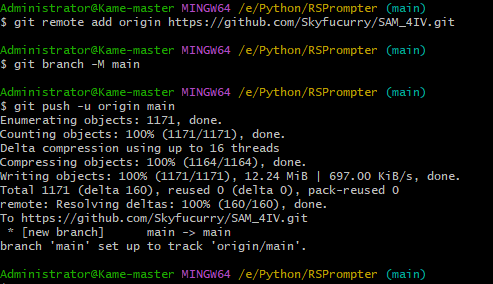 Administrator@Kame-master MINGW64 /e/Python/RSPrompter (main)
$ git remote add origin https://github.com/Skyfucurry/SAM_4IV.git
Administrator@Kame-master MINGW64 /e/Python/RSPrompter (main)
$ git branch -M main
Administrator@Kame-master MINGW64 /e/Python/RSPrompter (main)
$ git push -u origin main
Enumerating objects: 1171, done.
Counting objects: 100% (1171/1171), done.
Delta compression using up to 16 threads
Compressing objects: 100% (1164/1164), done.
Writing objects: 100% (1171/1171), 12.24 MiB | 697.00 KiB/s, done.
Total 1171 (delta 160), reused 0 (delta 0), pack-reused 0
remote: Resolving deltas: 100% (160/160), done.
To https://github.com/Skyfucurry/SAM_4IV.git
 * [new branch]      main -> main
branch 'main' set up to track 'origin/main'.
Administrator@Kame-master MINGW64 /e/Python/RSPrompter (main)